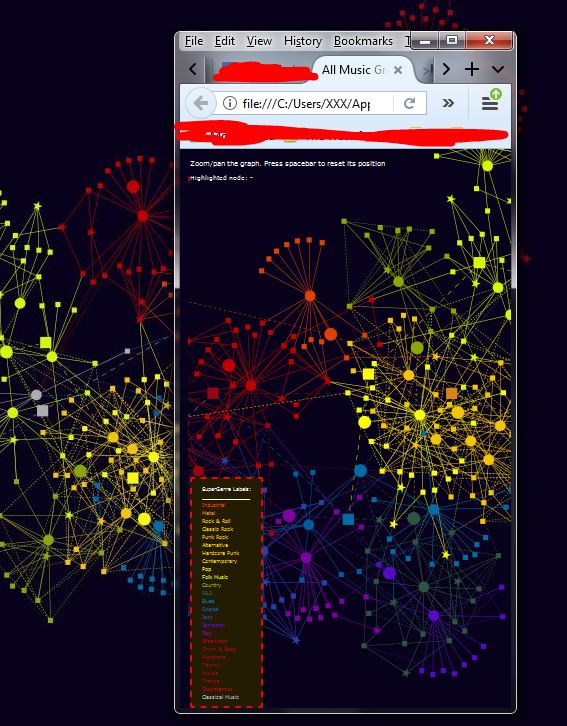 File Edit View History Bookmarks T
All Music Gr
file:///C:/Users/XXX/App
Zoom/pan the graph. Press spacebar to reset its position
Highlighted node: -
SuperGenre Labels:
Industrial
Metal
Rock & Roll
Classic Rock
Punk Rock
Alternative
Hardcore Punk
Contemporary
Pop
Folk Music
Country
R&B
Blues
Gospel
Jazz
Jamaican
Rap
Breakbeat
Drum & Bass
Hardcore
Techno
House
Trance
Downtempo
Classical Music